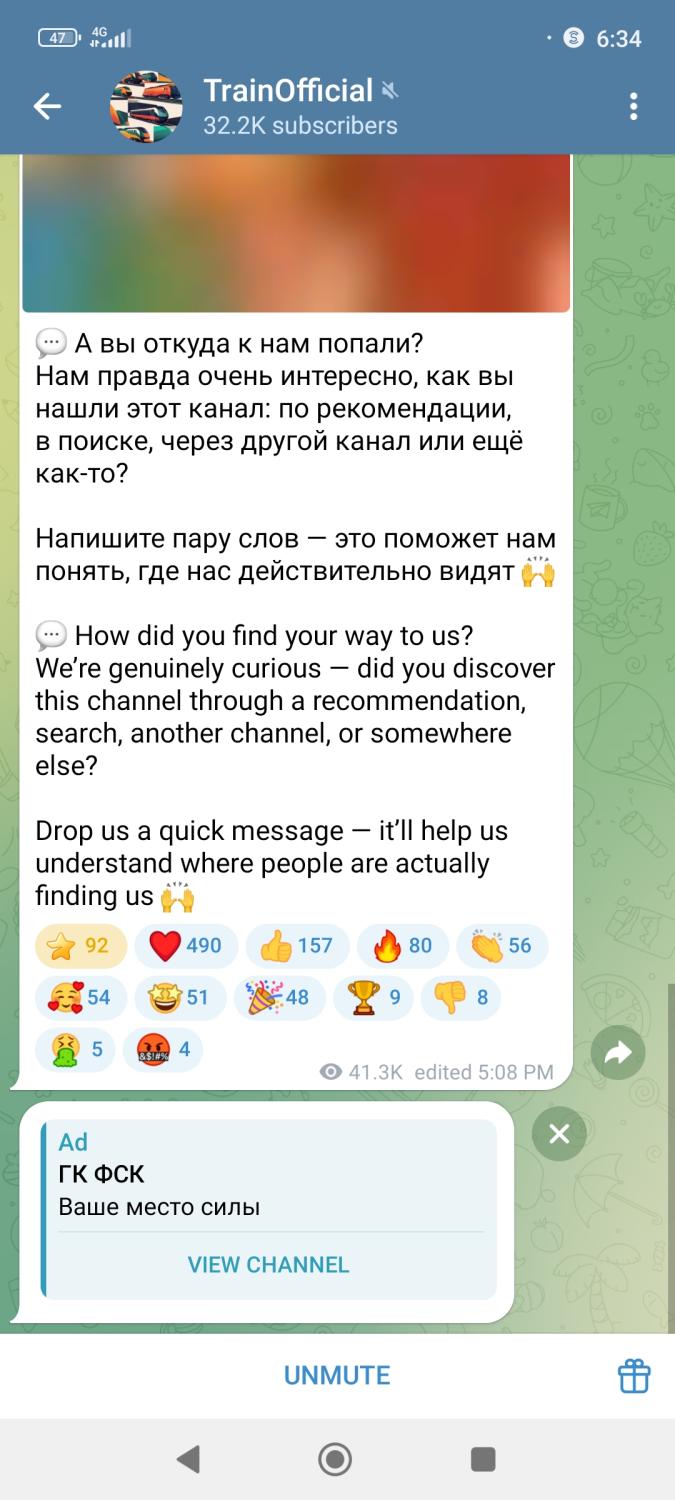 47 4G 6:34
TrainOfficial
32.2K subscribers
А вы откуда к нам попали?
Нам правда очень интересно, как вы
нашли этот канал: по рекомендации,
в поиске, через другой канал или ещё
как-то?
Напишите пару слов — это поможет нам
понять, где нас действительно видят 🙌
How did you find your way to us?
We’re genuinely curious — did you discover
this channel through a recommendation,
search, another channel, or somewhere
else?
Drop us a quick message — it’ll help us
understand where people are actually
finding us 🙌
⭐ 92 ❤️ 490 👍 157 🔥 80 👏 56
🥰 54 🤩 51 🎉 48 🏆 9 👎 8
🤮 5 🤬 4
41.3K edited 5:08 PM
Ad
ГК ФСК
Ваше место силы
VIEW CHANNEL
UNMUTE